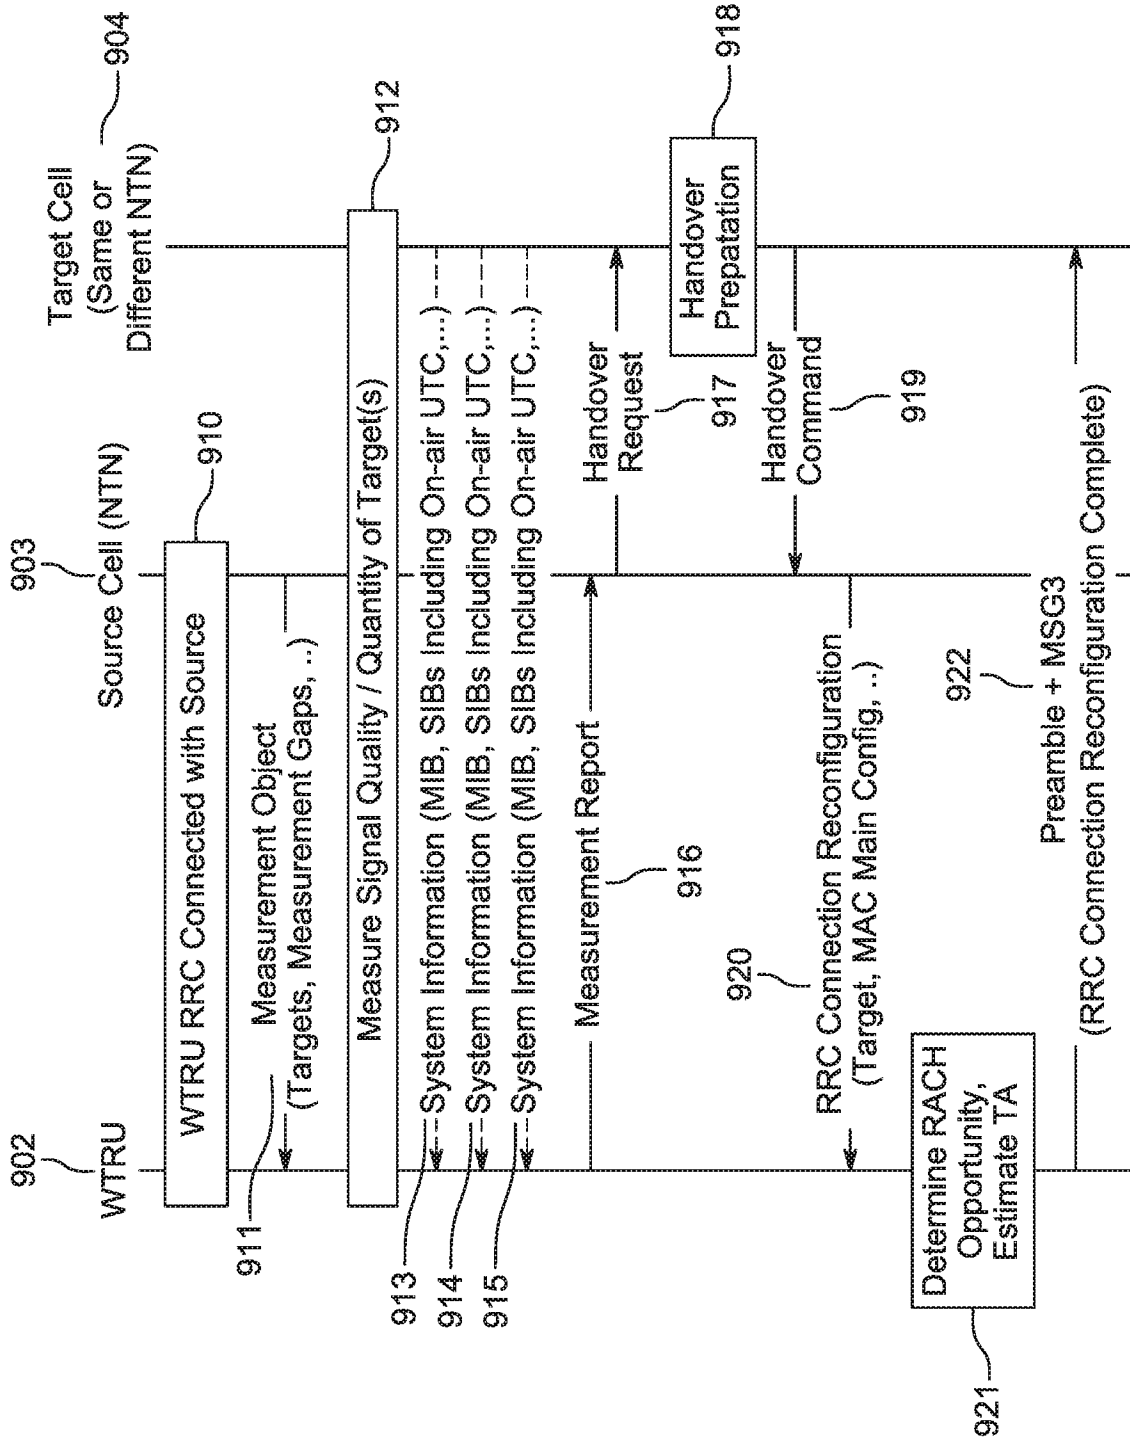 902
WTRU
903
Source Cell (NTN)
904
Target Cell
(Same or
Different NTN)
WTRU RRC Connected with Source
910
911
Measurement Object
(Targets, Measurement Gaps, ..)
Measure Signal Quality / Quantity of Target(s)
912
913
System Information (MIB, SIBs Including On-air UTC,...)
914
System Information (MIB, SIBs Including On-air UTC,...)
915
System Information (MIB, SIBs Including On-air UTC,...)
Measurement Report
916
Handover
Request
917
Handover
Prepatation
918
Handover
Command
919
920
RRC Connection Reconfiguration
(Target, MAC Main Config, ..)
Determine RACH
Opportunity,
Estimate TA
921
922
Preamble + MSG3
(RRC Connection Reconfiguration Complete)